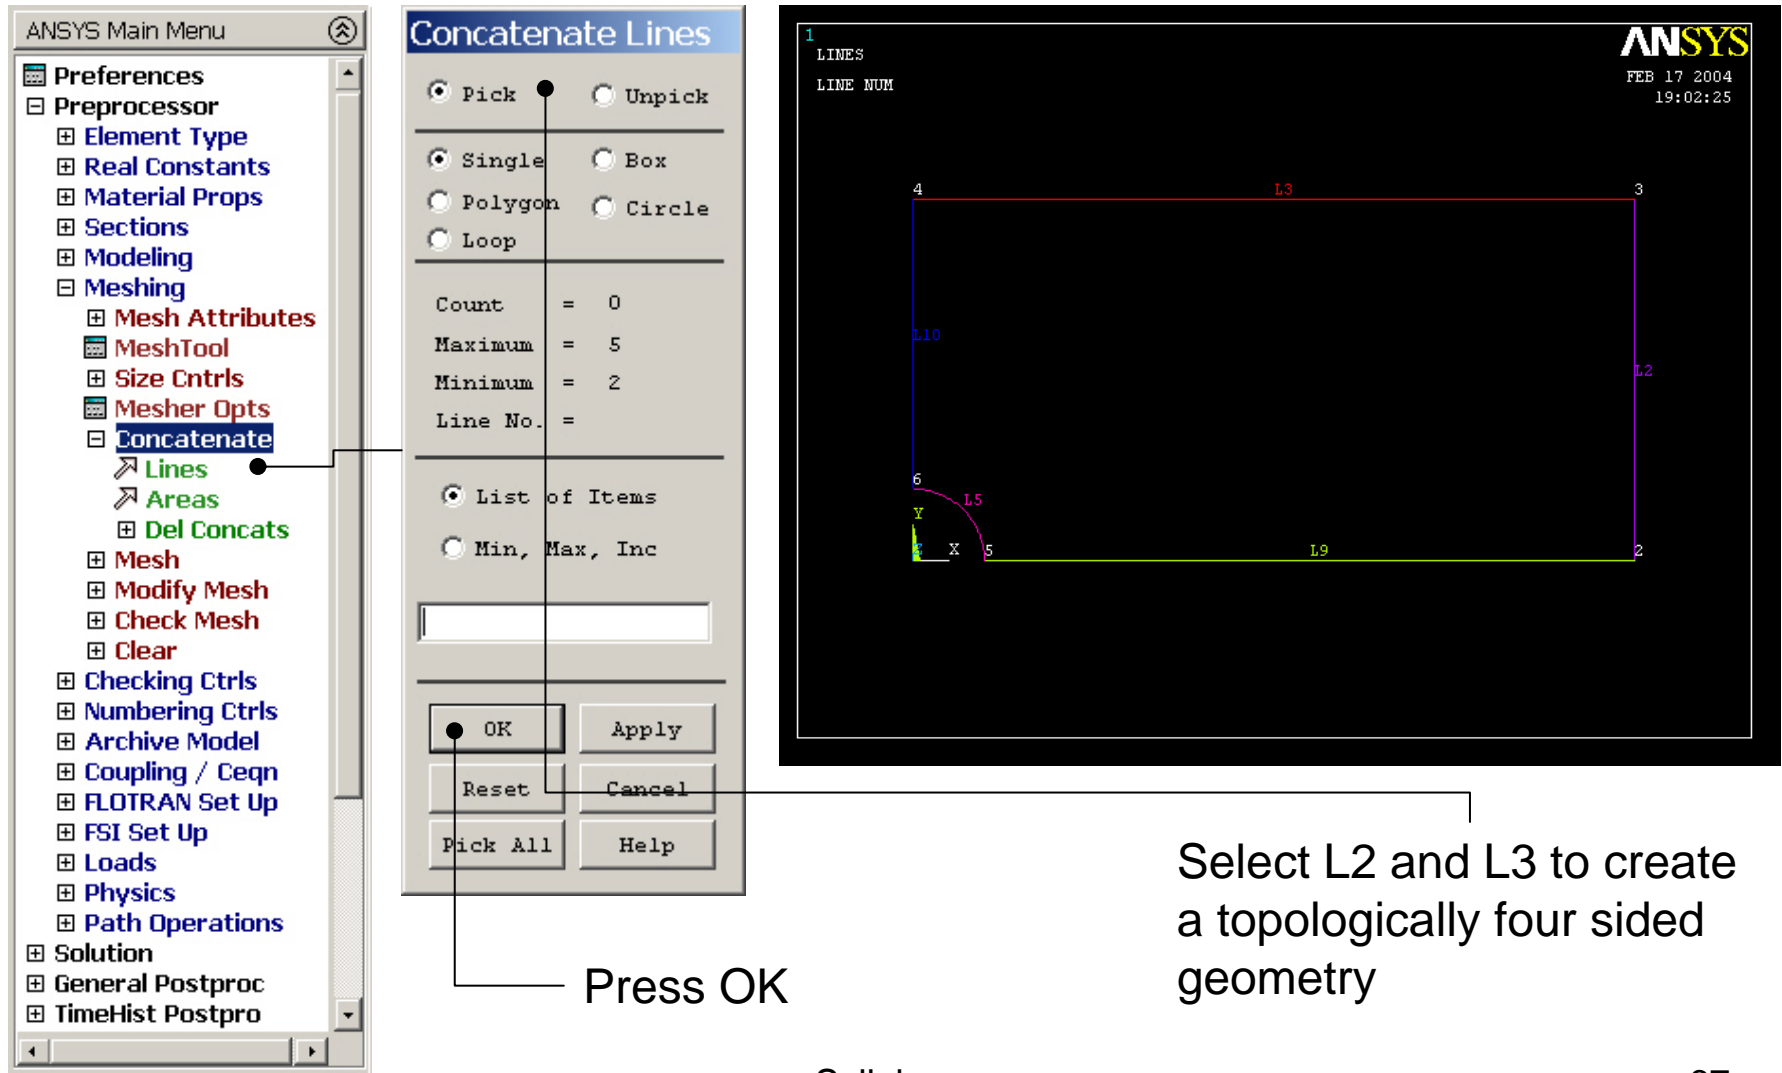 ANSYS Main Menu
Preferences
Preprocessor
Element Type
Real Constants
Material Props
Sections
Modeling
Meshing
Mesh Attributes
MeshTool
Size Cntrls
Mesher Opts
Concatenate
Lines
Areas
Del Concats
Mesh
Modify Mesh
Check Mesh
Clear
Checking Ctrls
Numbering Ctrls
Archive Model
Coupling / Ceqn
FLOTRAN Set Up
FSI Set Up
Loads
Physics
Path Operations
Solution
General Postproc
TimeHist Postpro
Concatenate Lines
Pick Unpick
Single Box
Polygon Circle
Loop
Count = 0
Maximum = 5
Minimum = 2
Line No. =
List of Items
Min, Max, Inc
OK Apply
Reset Cancel
Pick All Help
1
LINES
LINE NUM
ANSYS
FEB 17 2004
19:02:25
4 L3 3
L10
L2
6
L5
Y
X 5 L9 2
Select L2 and L3 to create
a topologically four sided
geometry
Press OK